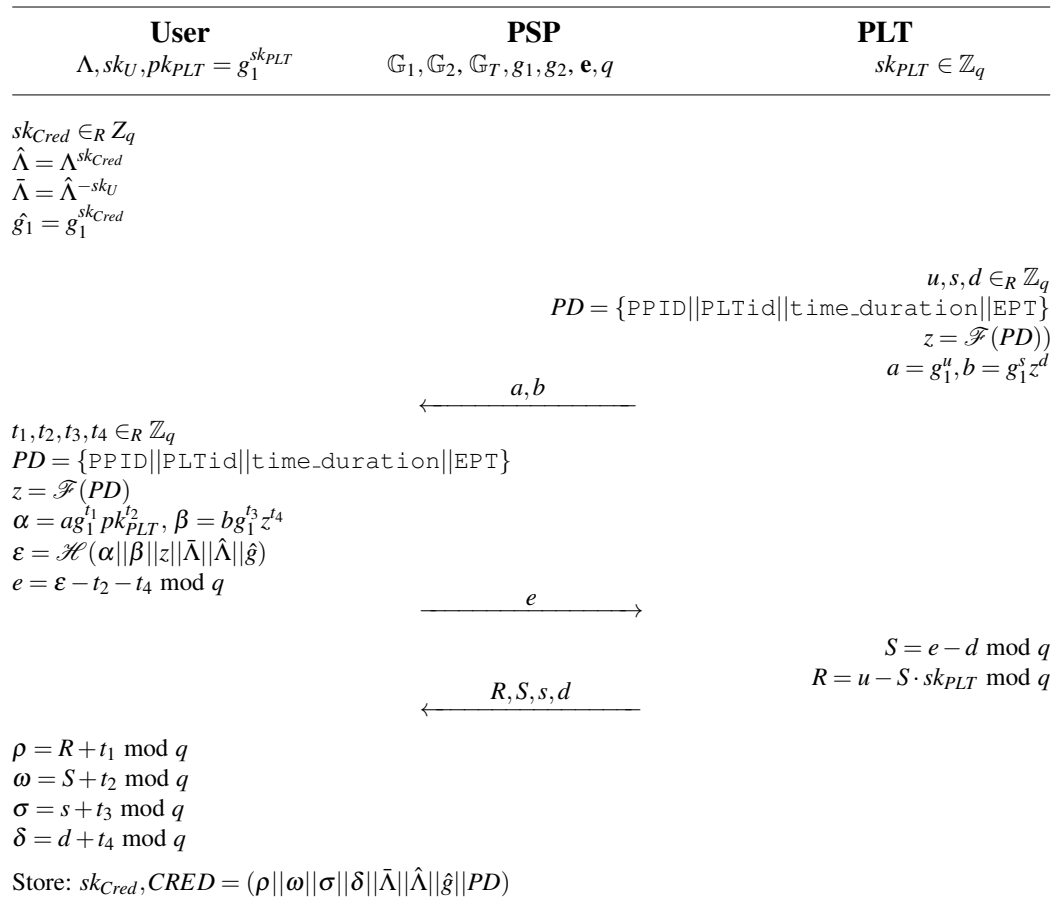 User PSP PLT
Λ, sk_U, pk_PLT = g_1^{sk_PLT} 𝔾_1, 𝔾_2, 𝔾_T, g_1, g_2, e, q sk_PLT ∈ ℤ_q
sk_Cred ∈_R Z_q
Λ̂ = Λ^{sk_Cred}
Λ̄ = Λ̂^{−sk_U}
ĝ_1 = g_1^{sk_Cred}
u, s, d ∈_R ℤ_q
PD = {PPID||PLTid||time_duration||EPT}
z = ℱ(PD))
a = g_1^u, b = g_1^s z^d
a, b
t_1, t_2, t_3, t_4 ∈_R ℤ_q
PD = {PPID||PLTid||time_duration||EPT}
z = ℱ(PD)
α = a g_1^{t_1} pk_PLT^{t_2}, β = b g_1^{t_3} z^{t_4}
ε = ℋ(α||β||z||Λ̄||Λ̂||ĝ)
e = ε − t_2 − t_4 mod q
e
S = e − d mod q
R = u − S · sk_PLT mod q
R, S, s, d
ρ = R + t_1 mod q
ω = S + t_2 mod q
σ = s + t_3 mod q
δ = d + t_4 mod q
Store: sk_Cred, CRED = (ρ||ω||σ||δ||Λ̄||Λ̂||ĝ||PD)